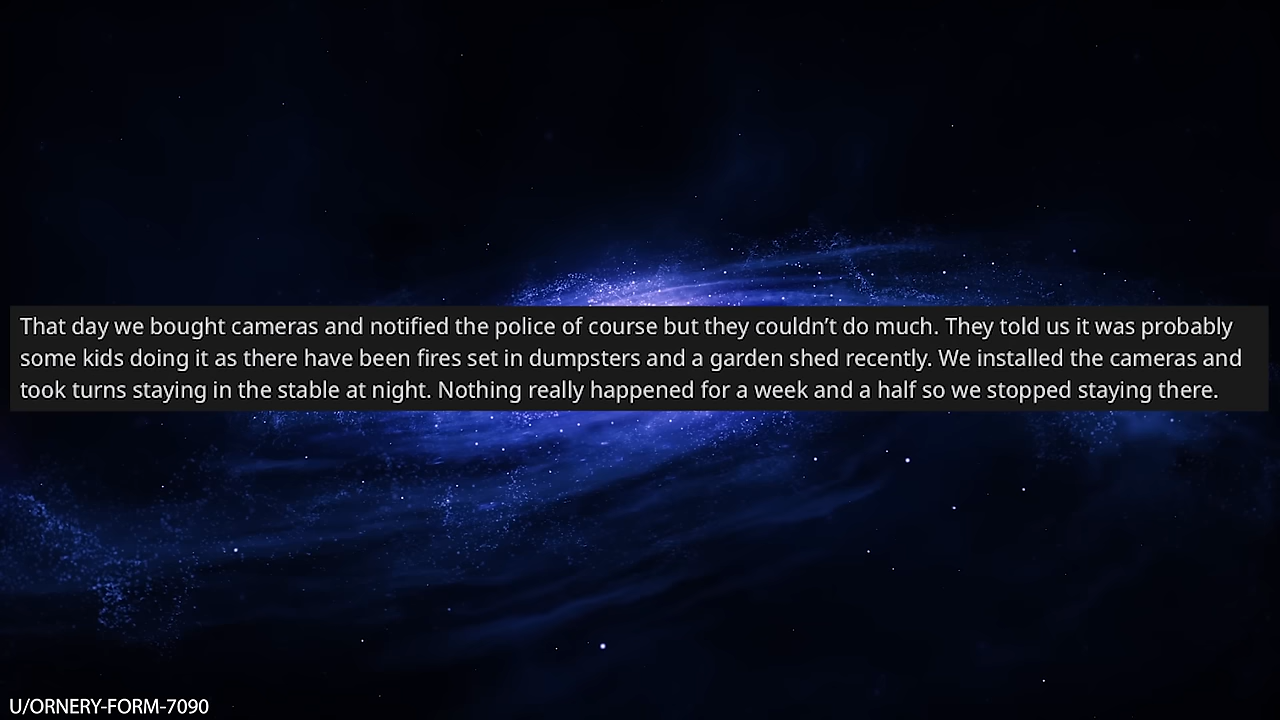 That day we bought cameras and notified the police of course but they couldn’t do much. They told us it was probably
some kids doing it as there have been fires set in dumpsters and a garden shed recently. We installed the cameras and
took turns staying in the stable at night. Nothing really happened for a week and a half so we stopped staying there.
U/ORNERY-FORM-7090